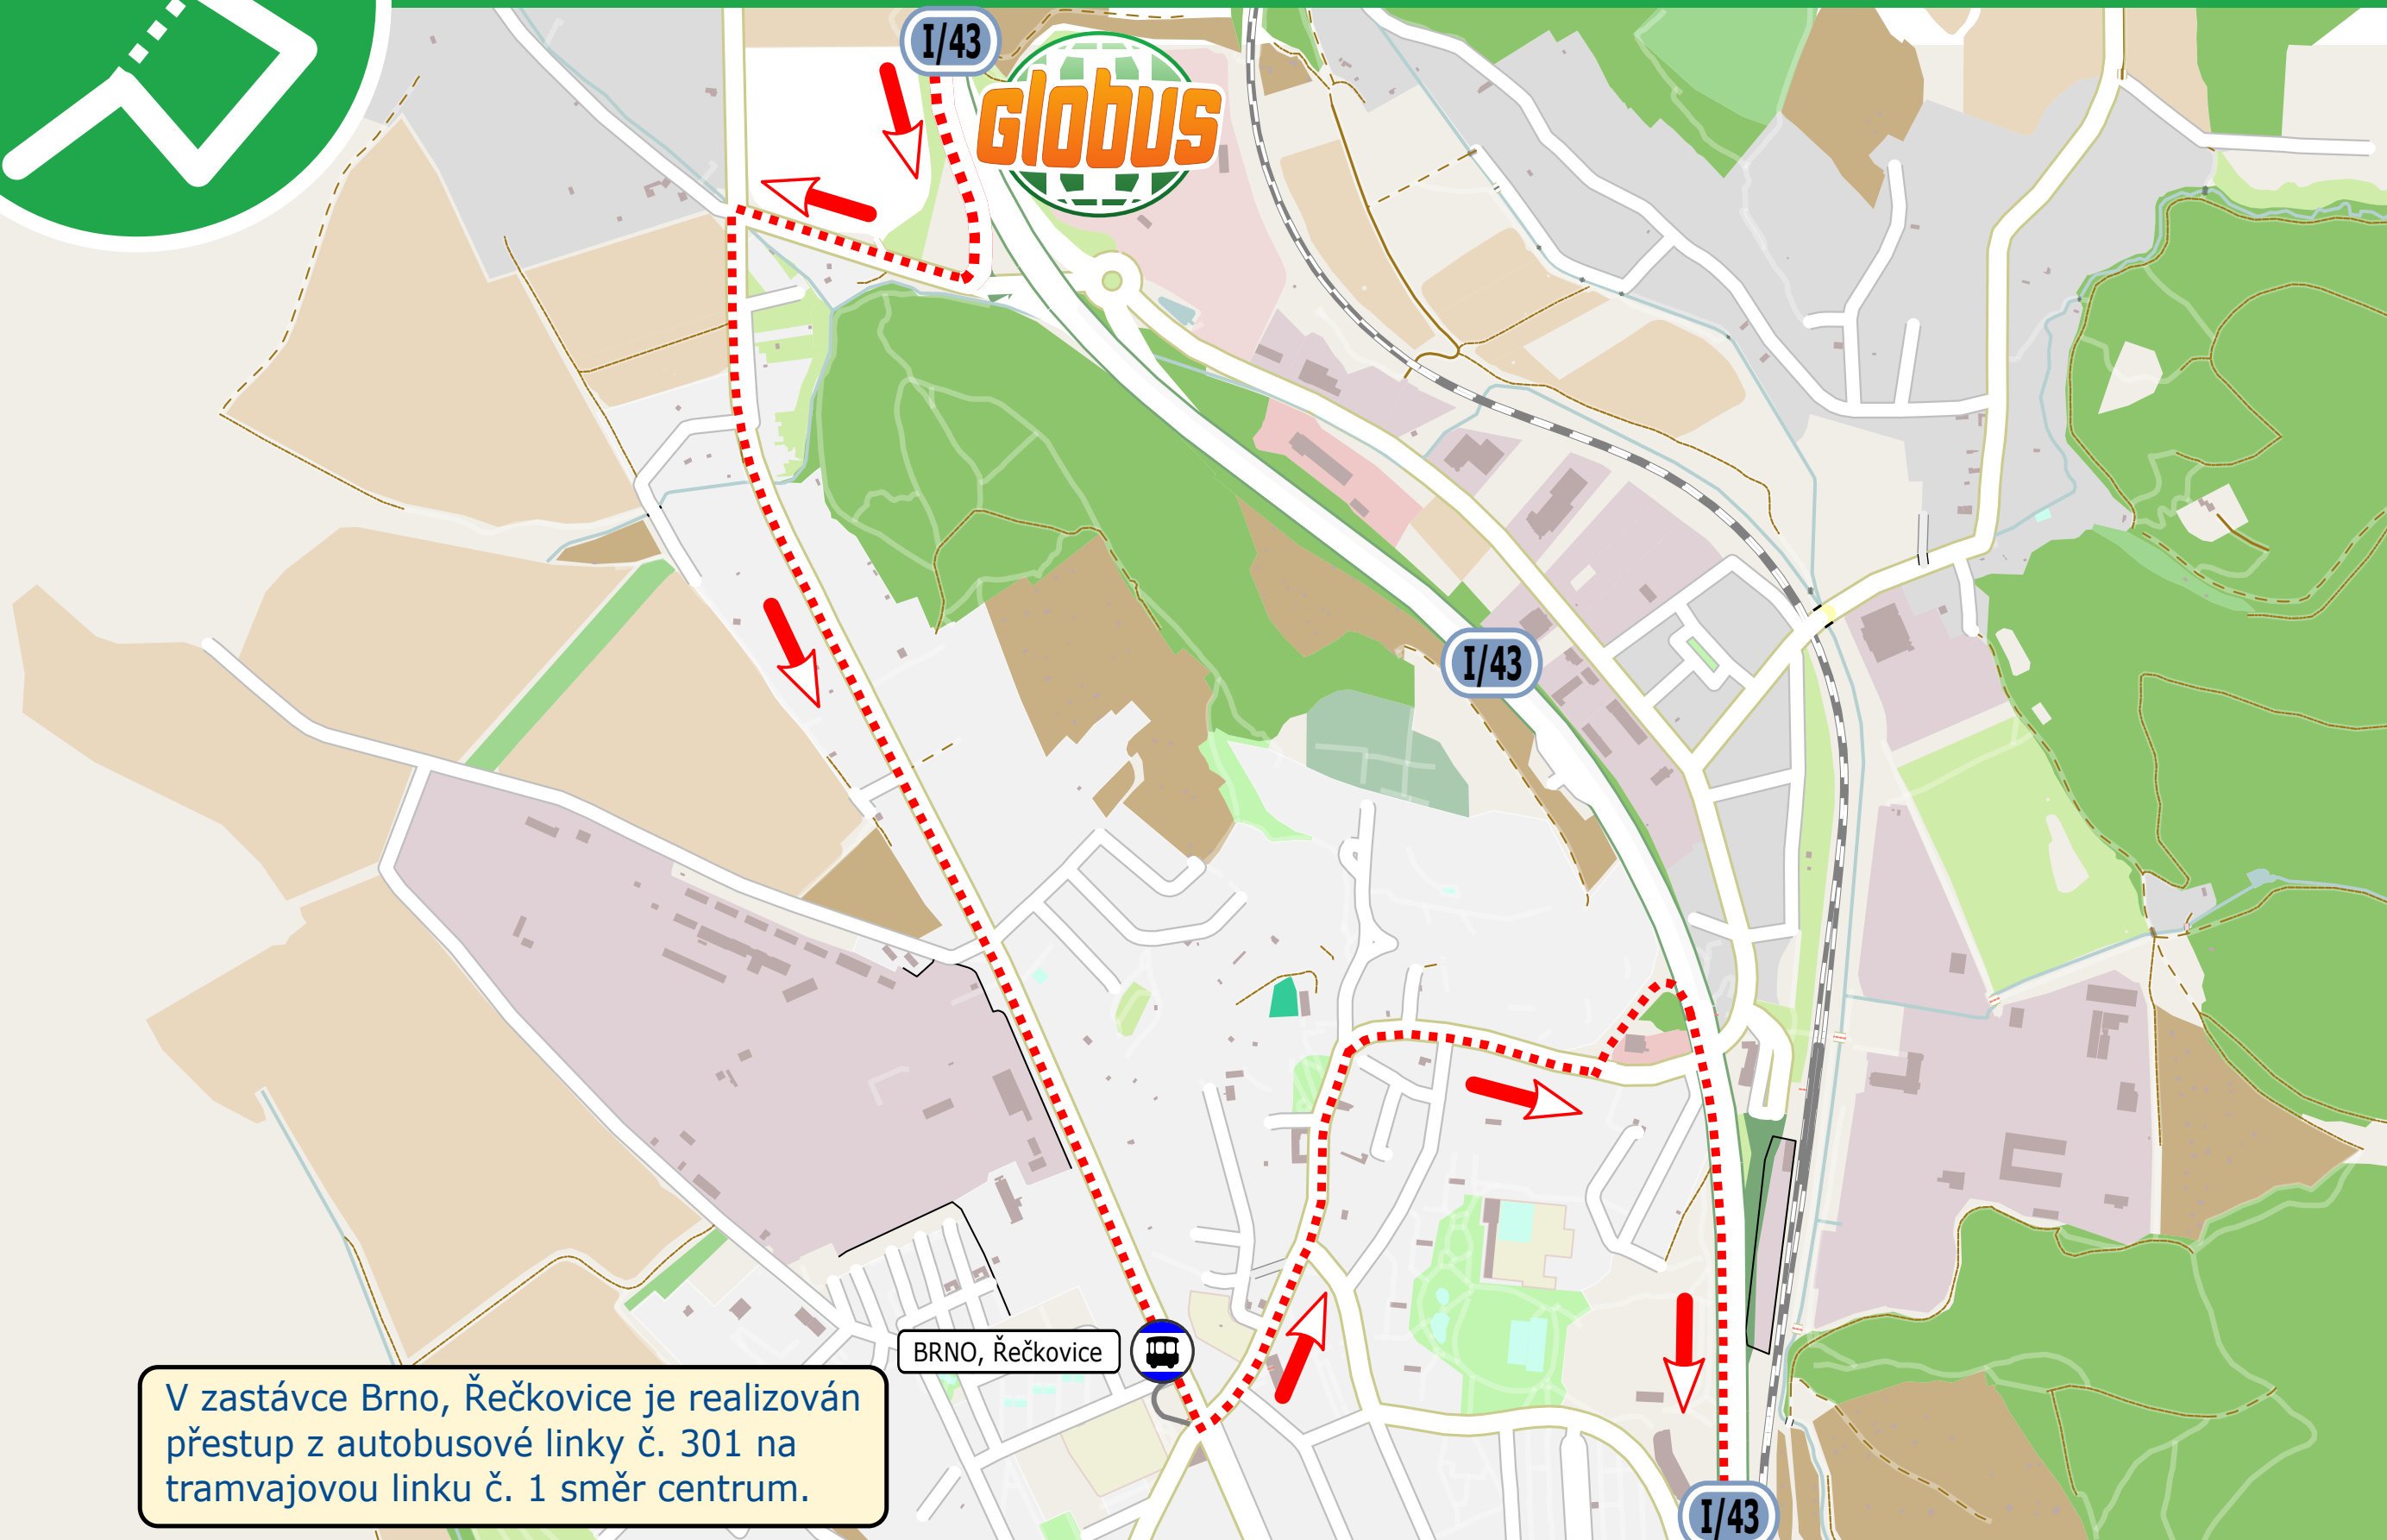 I/43
Globus
I/43
BRNO, Řečkovice
V zastávce Brno, Řečkovice je realizován
přestup z autobusové linky č. 301 na
tramvajovou linku č. 1 směr centrum.
I/43